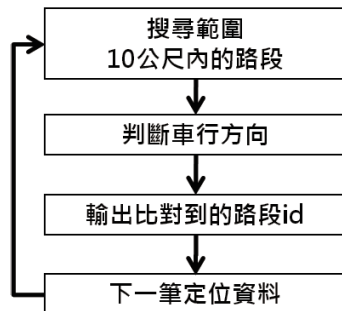 搜尋範圍
10公尺內的路段
判斷車行方向
輸出比對到的路段id
下一筆定位資料